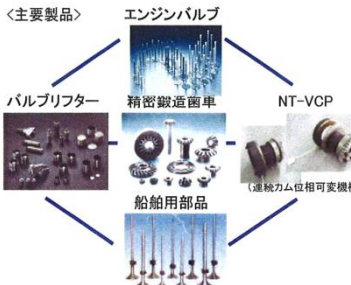 <主要製品>
エンジンバルブ
バルブリフター
精密鍛造歯車
NT-VCP
(連続カム位相可変機構
船舶用部品